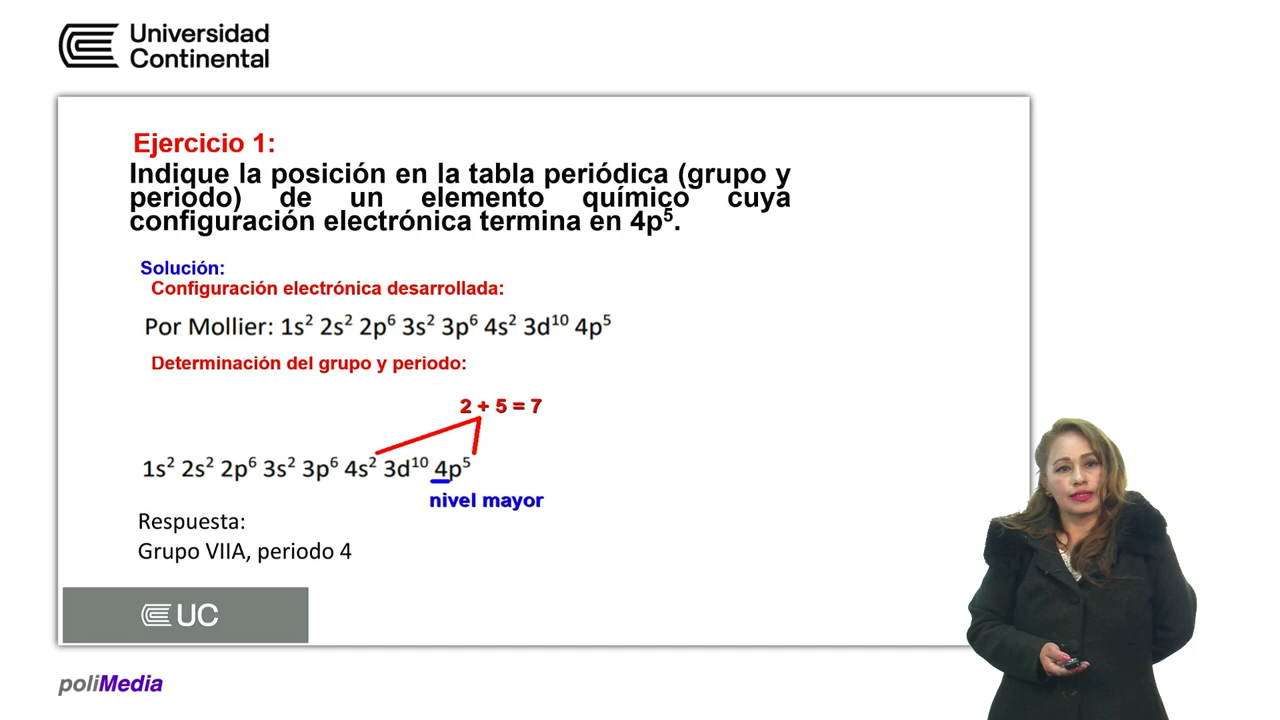 Universidad
Continental
Ejercicio 1:
Indique la posición en la tabla periódica (grupo y
periodo) de un elemento químico cuya
configuración electrónica termina en 4p⁵.
Solución:
Configuración electrónica desarrollada:
Por Mollier: 1s² 2s² 2p⁶ 3s² 3p⁶ 4s² 3d¹⁰ 4p⁵
Determinación del grupo y periodo:
2 + 5 = 7
1s² 2s² 2p⁶ 3s² 3p⁶ 4s² 3d¹⁰ 4p⁵
nivel mayor
Respuesta:
Grupo VIIA, periodo 4
UC
poliMedia